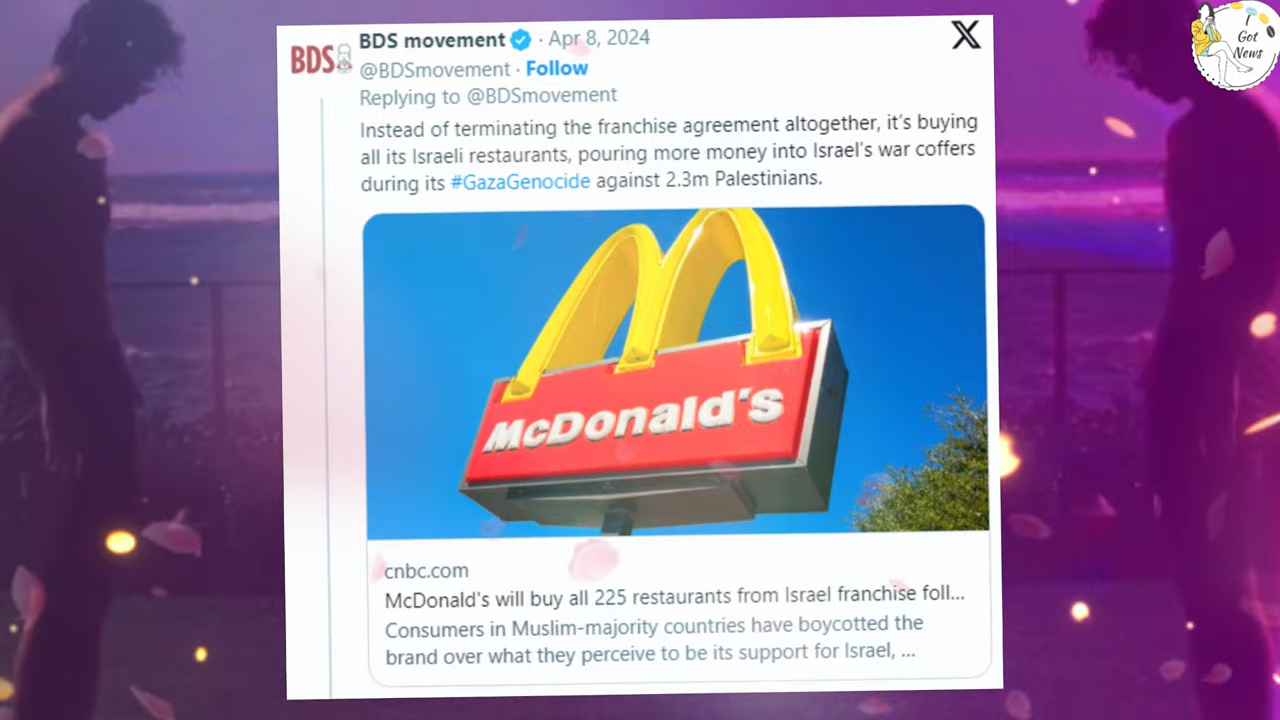 BDS movement · Apr 8, 2024
@BDSmovement · Follow
Replying to @BDSmovement
Instead of terminating the franchise agreement altogether, it's buying
all its Israeli restaurants, pouring more money into Israel's war coffers
during its #GazaGenocide against 2.3m Palestinians.
McDonald's
cnbc.com
McDonald's will buy all 225 restaurants from Israel franchise foll...
Consumers in Muslim-majority countries have boycotted the
brand over what they perceive to be its support for Israel, ...
BDS
X
I
Got
News